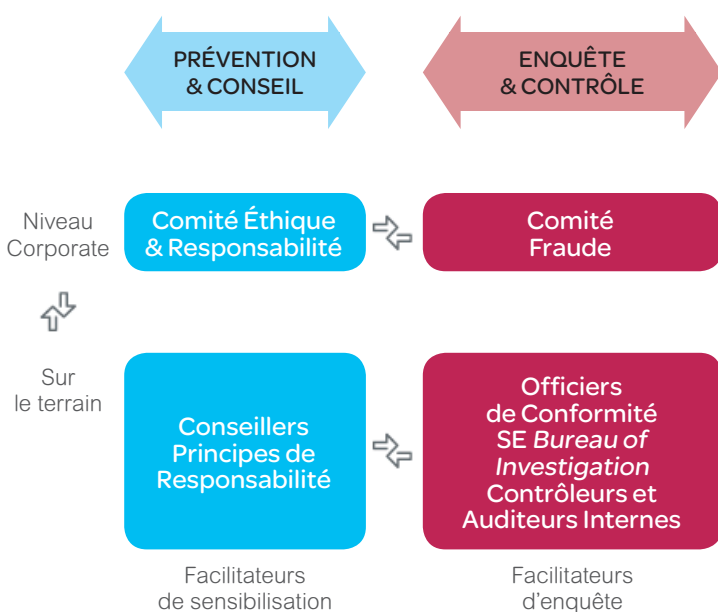 PRÉVENTION
& CONSEIL
ENQUÊTE
& CONTRÔLE
Niveau
Corporate
Comité Éthique
& Responsabilité
Comité
Fraude
Sur
le terrain
Conseillers
Principes de
Responsabilité
Officiers
de Conformité
SE Bureau of
Investigation
Contrôleurs et
Auditeurs Internes
Facilitateurs
de sensibilisation
Facilitateurs
d'enquête